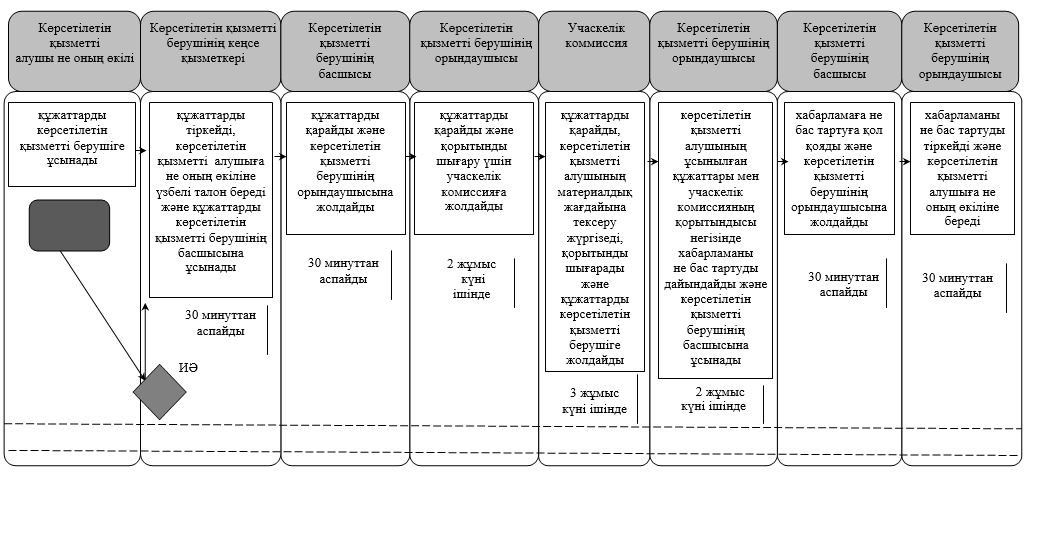 Көрсетілетін
қызметті
алушы не оның өкілі
Көрсетілетін қызметті
берушінің кеңсе
қызметкері
Көрсетілетін
қызметті
берушінің
басшысы
Көрсетілетін
қызметті берушінің
орындаушысы
Учаскелік
коммиссия
Көрсетілетін
қызметті берушінің
орындаушысы
Көрсетілетін
қызметті
берушінің
басшысы
Көрсетілетін
қызметті
берушінің
орындаушысы
құжаттарды
көрсетілетін
қызметті берушіге
ұсынады
құжаттарды
тіркейді,
көрсетілетін
қызметті алушыға
не оның өкіліне
үзбелі талон береді
және құжаттарды
көрсетілетін
қызметті берушінің
басшысына
ұсынады
30 минуттан
аспайды
ИӘ
құжаттарды
қарайды және
көрсетілетін
қызметті
берушінің
орындаушысына
жолдайды
30 минуттан
аспайды
құжаттарды
қарайды және
қорытынды
шығару үшін
учаскелік
комиссияға
жолдайды
2 жұмыс
күні
ішінде
құжаттарды
қарайды,
көрсетілетін
қызметті
алушының
материалдық
жағдайына
тексеру
жүргізеді,
қорытынды
шығарады
және
құжаттарды
көрсетілетін
қызметті
берушіге
жолдайды
3 жұмыс
күні ішінде
көрсетілетін
қызметті
алушының
ұсынылған
құжаттары мен
учаскелік
комиссияның
қорытындысы
негізінде
хабарламаны
не бас тартуды
дайындайды және
көрсетілетін
қызметті
берушінің
басшысына
ұсынады
2 жұмыс
күні ішінде
хабарламаға не
бас тартуға қол
қояды және
көрсетілетін
қызметті
берушінің
орындаушысына
жолдайды
30 минуттан
аспайды
хабарламаны
не бас тартуды
тіркейді және
көрсетілетін
қызметті
алушыға не
оның өкіліне
береді
30 минуттан
аспайды